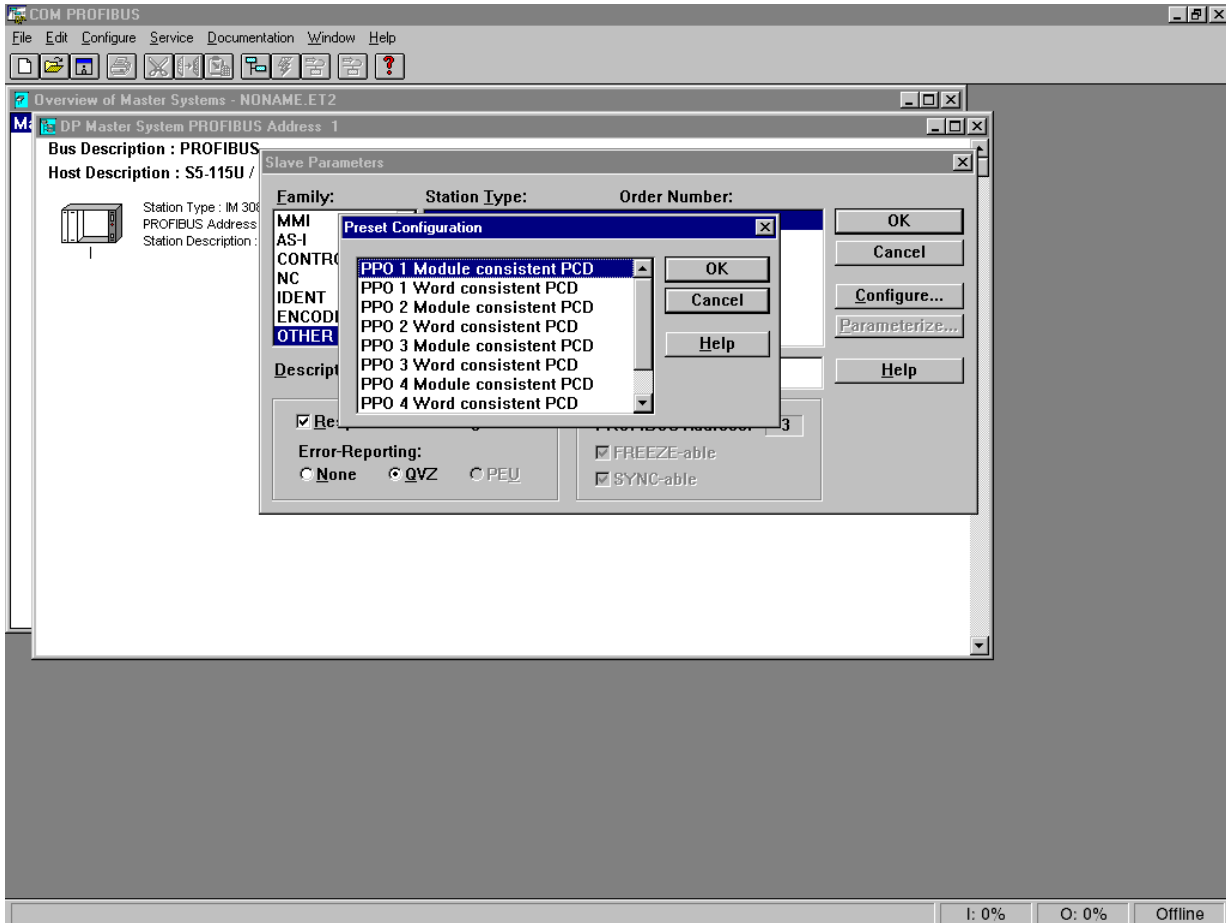 COM PROFIBUS
File Edit Configure Service Documentation Window Help
Overview of Master Systems - NONAME.ET2
DP Master System PROFIBUS Address 1
Bus Description : PROFIBUS
Host Description : S5-115U /
Station Type : IM
PROFIBUS Address
Station Description :
Slave Parameters
Family: Station Type: Order Number:
MMI
AS-I
NC
IDENT
OTHER
OK
Cancel
Configure...
Parameterize...
Help
Preset Configuration
PPO 1 Module consistent PCD
PPO 1 Word consistent PCD
PPO 2 Module consistent PCD
PPO 2 Word consistent PCD
PPO 3 Module consistent PCD
PPO 3 Word consistent PCD
PPO 4 Module consistent PCD
PPO 4 Word consistent PCD
OK
Cancel
Help
Error-Reporting:
None QVZ PEU
3
FREEZE-able
SYNC-able
I: 0% O: 0% Offline